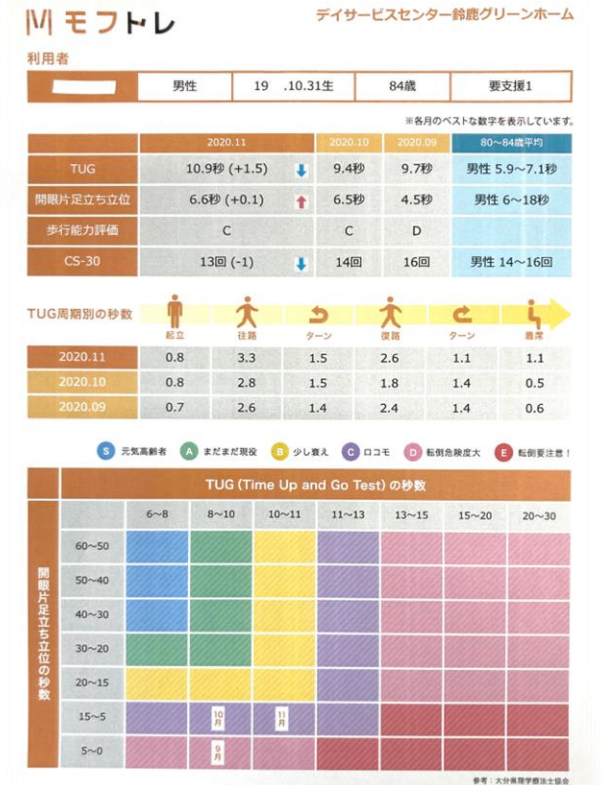 モフトレ
デイサービスセンター鈴鹿グリーンホーム
利用者
男性 19 .10.31生 84歳 要支援1
※各月のベストな数字を表示しています。
2020.11 2020.10 2020.09 80〜84歳平均
TUG 10.9秒 (+1.5) 9.4秒 9.7秒 男性 5.9〜7.1秒
開眼片足立ち立位 6.6秒 (+0.1) 6.5秒 4.5秒 男性 6〜18秒
歩行能力評価 C C D
CS-30 13回 (-1) 14回 16回 男性 14〜16回
TUG周期別の秒数
起立 往路 ターン 復路 ターン 着席
2020.11 0.8 3.3 1.5 2.6 1.1 1.1
2020.10 0.8 2.8 1.5 1.8 1.4 0.5
2020.09 0.7 2.6 1.4 2.4 1.4 0.6
S 元気高齢者 A まだまだ現役 B 少し衰え C ロコモ D 転倒危険度大 E 転倒要注意！
TUG (Time Up and Go Test) の秒数
6〜8 8〜10 10〜11 11〜13 13〜15 15〜20 20〜30
開眼片足立ち立位の秒数
60〜50
50〜40
40〜30
30〜20
20〜15
15〜5 10月 11月
5〜0 9月
参考：大分県理学療法士協会